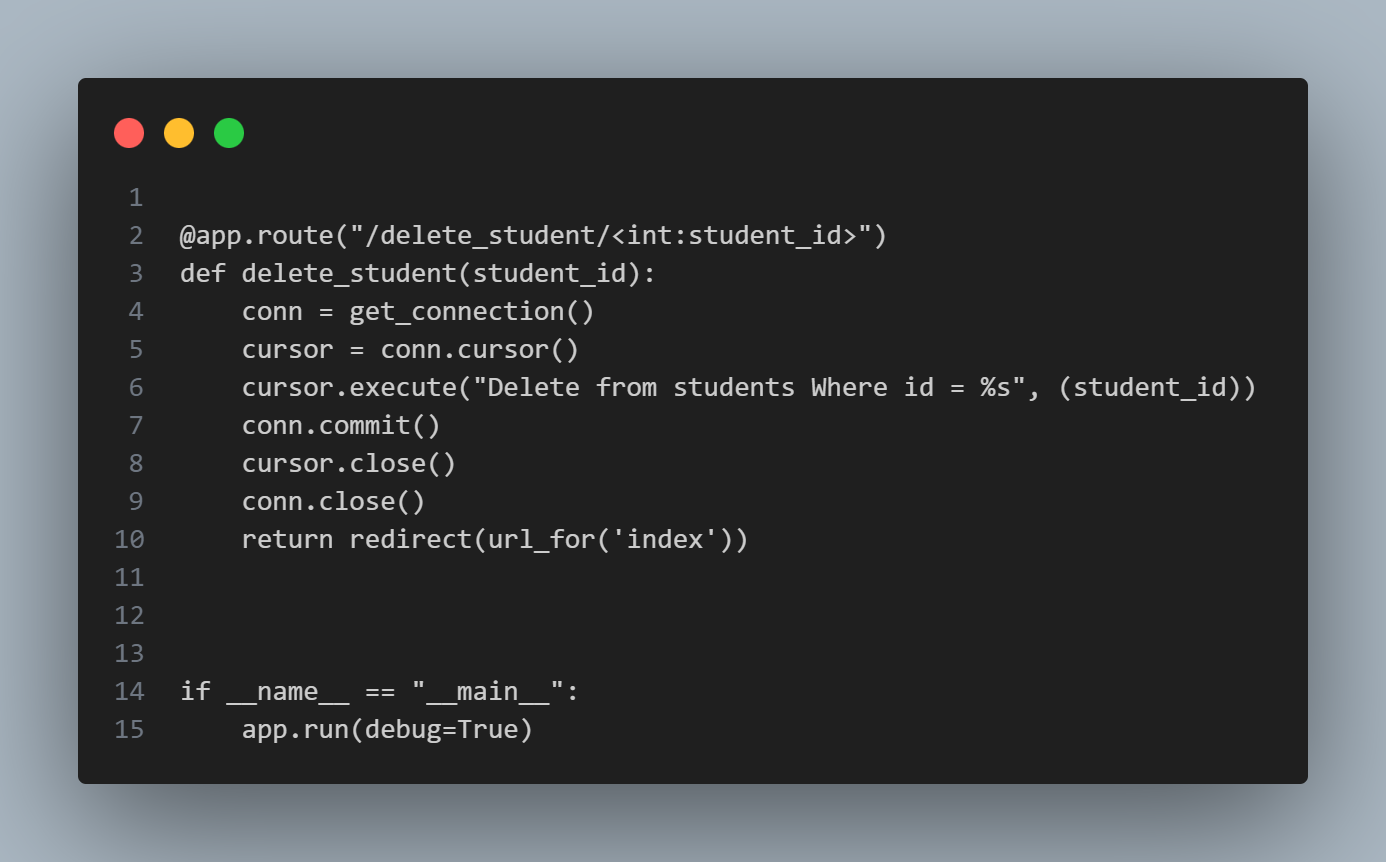 1
2 @app.route("/delete_student/<int:student_id>")
3 def delete_student(student_id):
4     conn = get_connection()
5     cursor = conn.cursor()
6     cursor.execute("Delete from students Where id = %s", (student_id))
7     conn.commit()
8     cursor.close()
9     conn.close()
10     return redirect(url_for('index'))
11
12
13
14 if __name__ == "__main__":
15     app.run(debug=True)